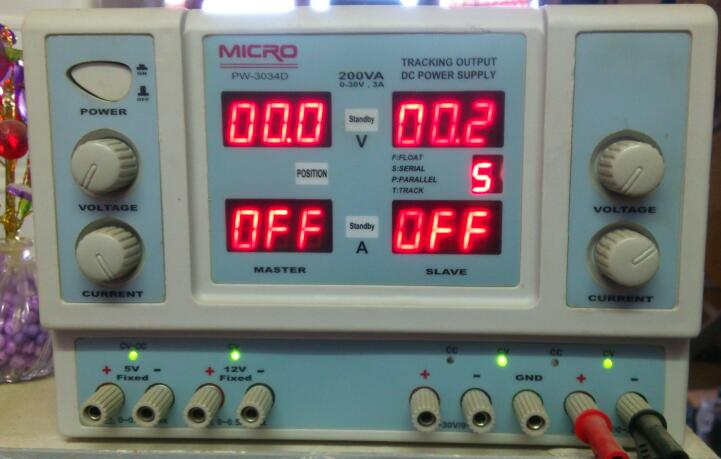 MICRO
PW-3034D
200VA
0-30V , 3A
TRACKING OUTPUT
DC POWER SUPPLY
ON
OFF
POWER
00.0
Standby
V
00.2
F:FLOAT
S:SERIAL
P:PARALLEL
T:TRACK
S
POSITION
VOLTAGE
VOLTAGE
OFF
Standby
A
OFF
MASTER
SLAVE
CURRENT
CURRENT
CV-CC
CV
CC
CV
CC
CV
+ 5V -
Fixed
+ 12V -
Fixed
+ - GND + -